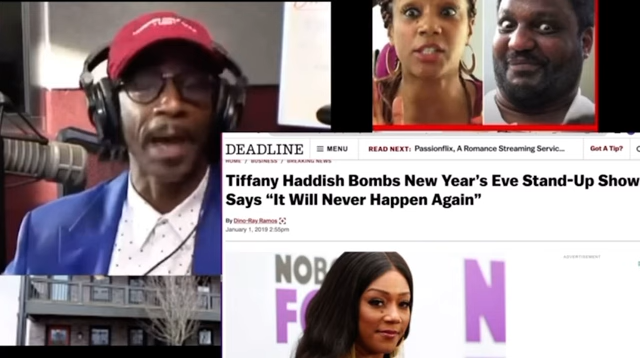 DEADLINE
MENU
READ NEXT: Passionflix, A Romance Streaming Servic...
Got A Tip?
HOME / BUSINESS / BREAKING NEWS
Tiffany Haddish Bombs New Year's Eve Stand-Up Show
Says “It Will Never Happen Again”
By Dino-Ray Ramos
January 1, 2019 2:55pm
ADVERTISEMENT
NOB
F
N